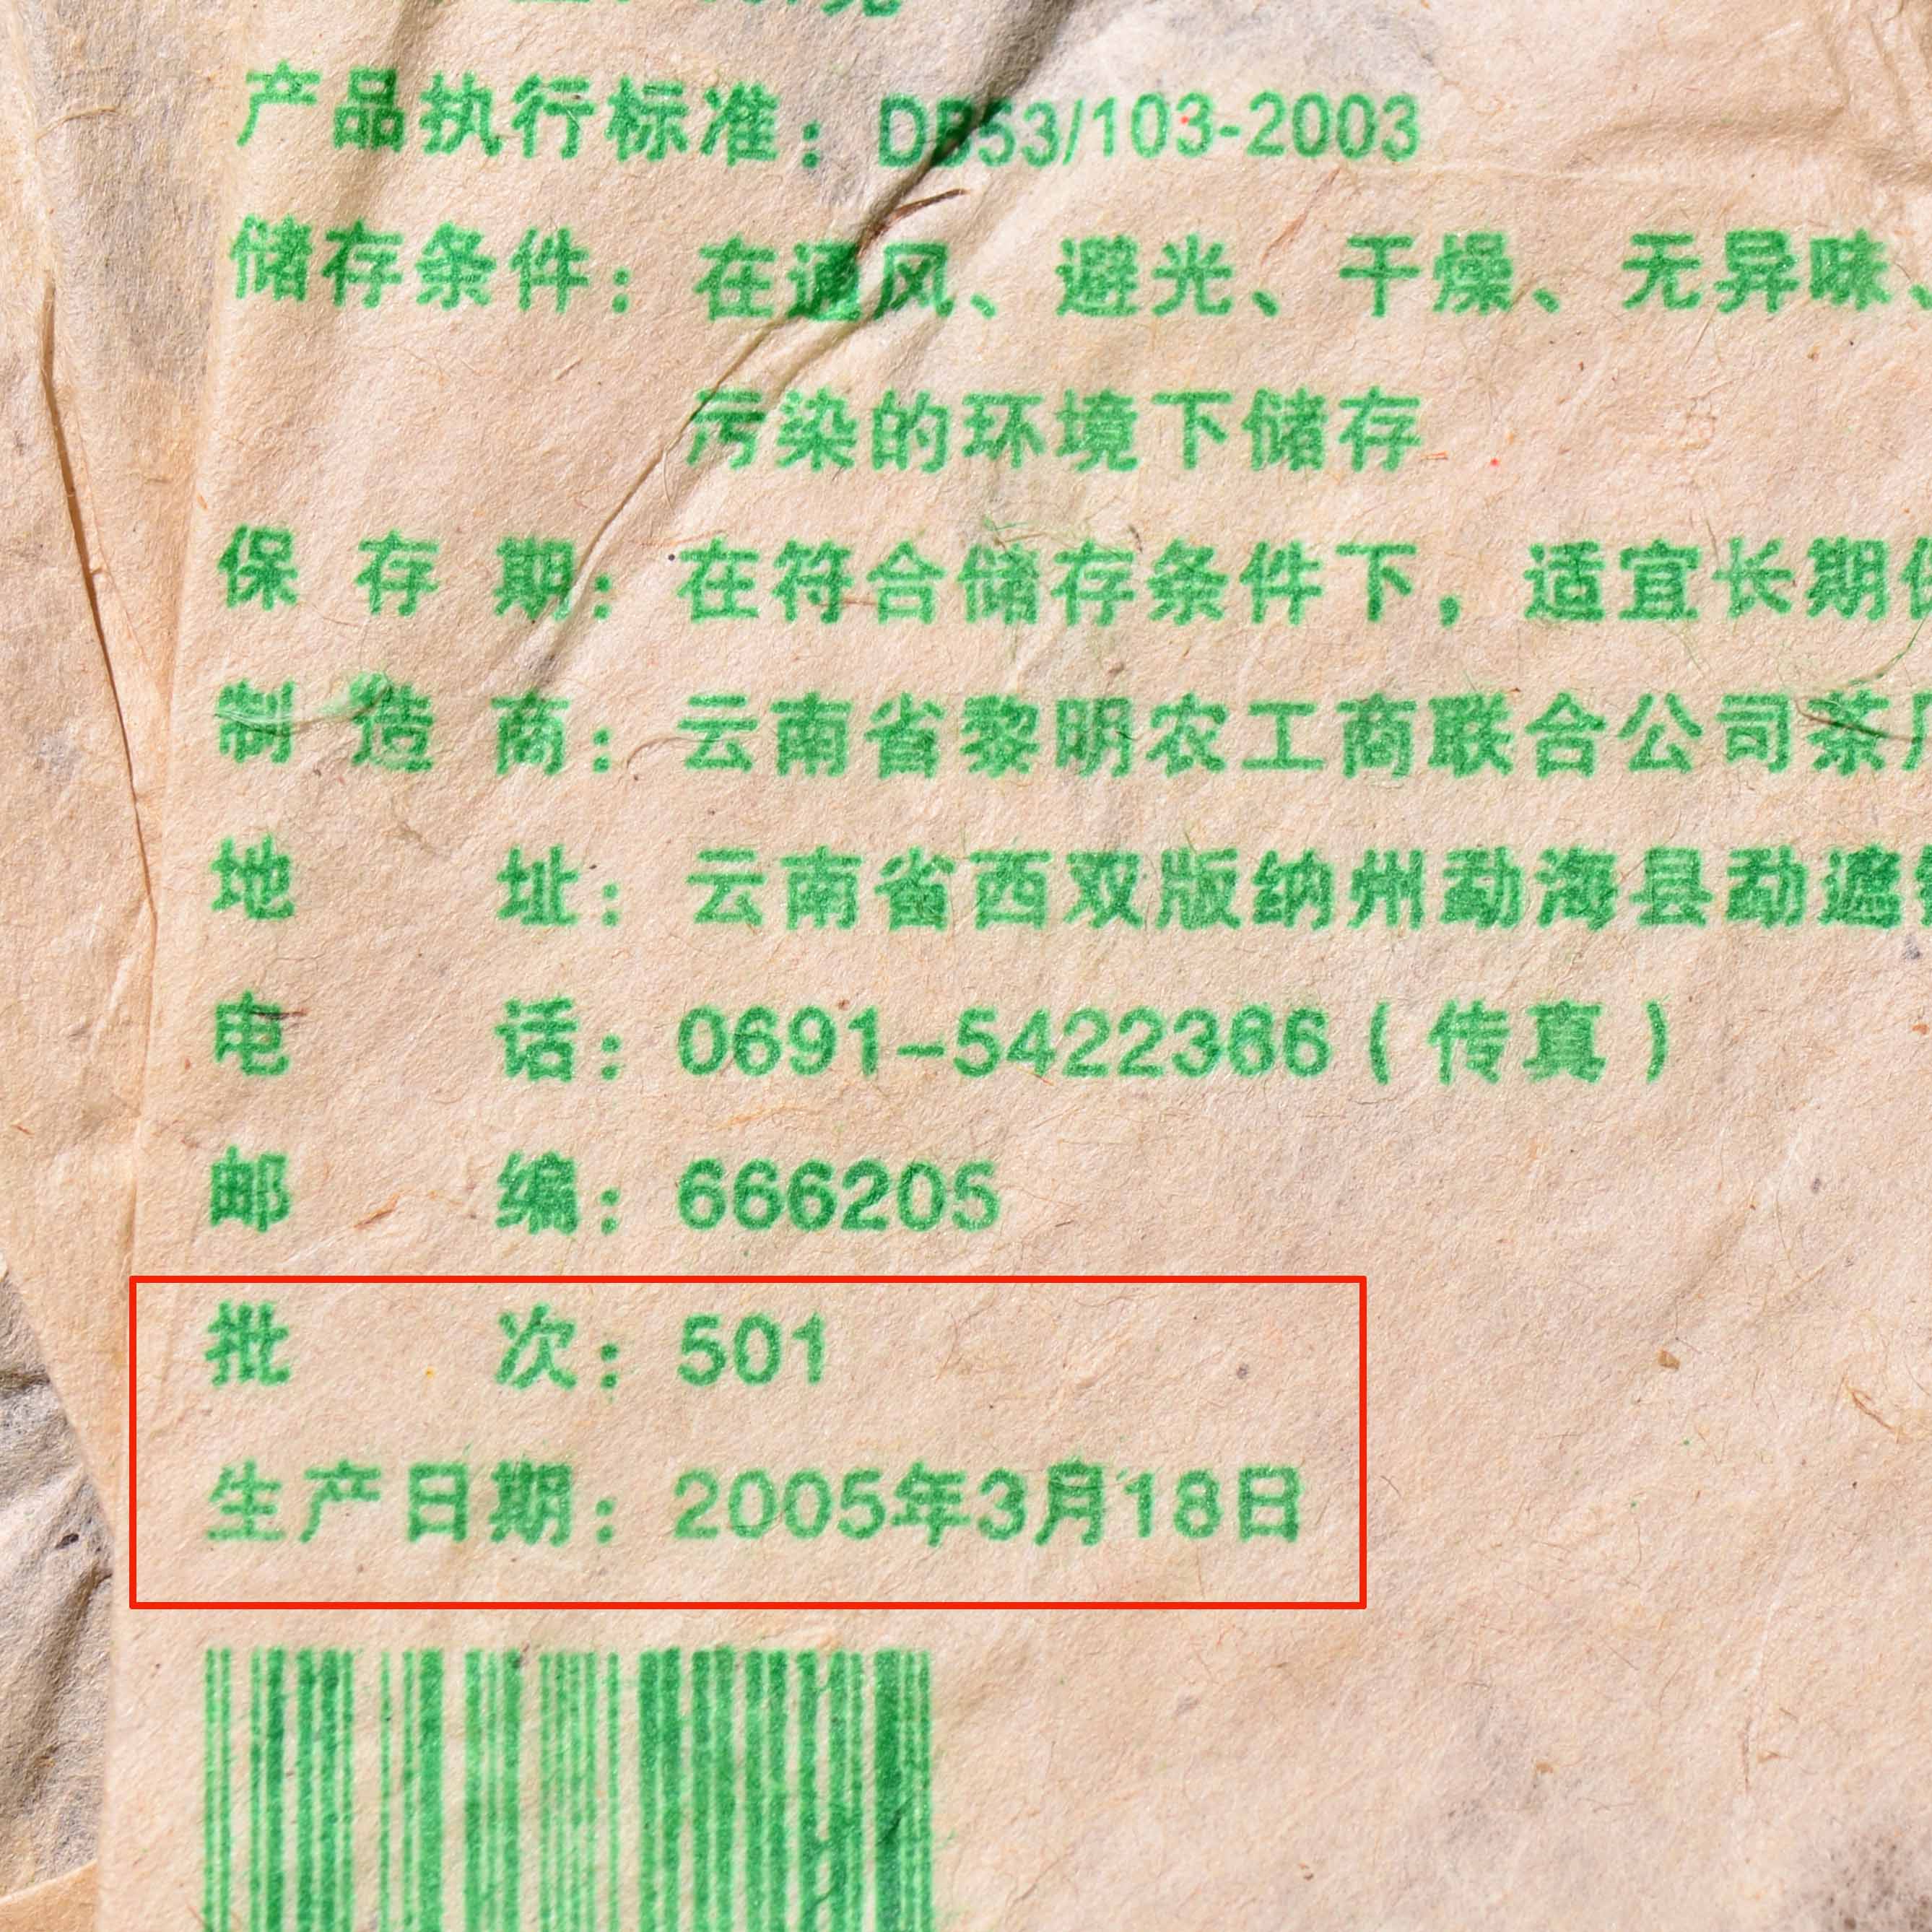 产品执行标准：DB53/103-2003
储存条件：在通风、避光、干燥、无异味、
污染的环境下储存
保存期：在符合储存条件下，适宜长期
制造商：云南省黎明农工商联合公司茶
地址：云南省西双版纳州勐海县勐遮
电话：0691-5422366（传真）
邮编：666205
批次：501
生产日期：2005年3月18日